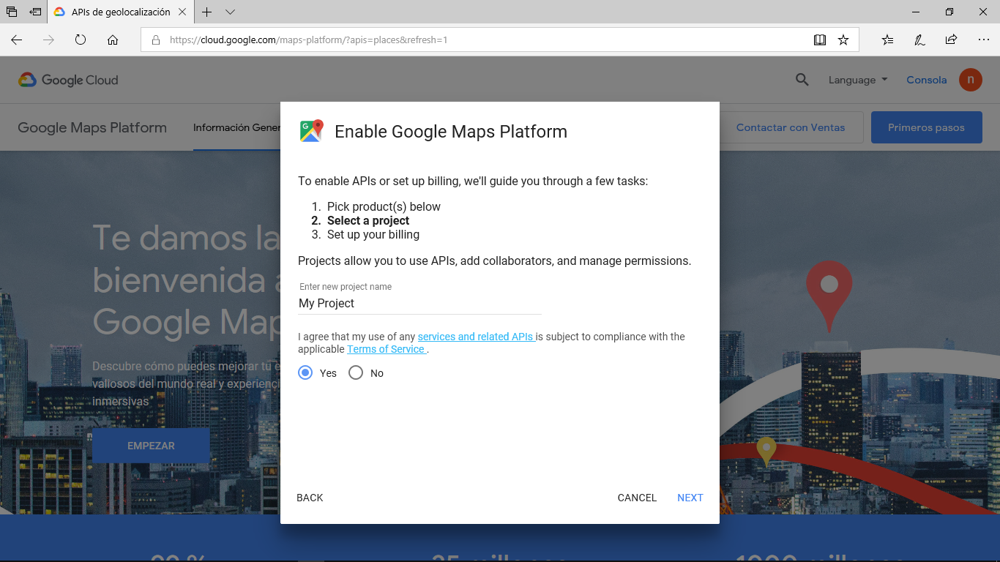 APIs de geolocalización
https://cloud.google.com/maps-platform/?apis=places&refresh=1
Google Cloud
Language
Consola
n
Google Maps Platform
Información Gener
Contactar con Ventas
Primeros pasos
Te damos la
bienvenida a
Google Map
Descubre cómo puedes mejorar tu e
valiosos del mundo real y experienci
inmersivas
EMPEZAR
G
Enable Google Maps Platform
To enable APIs or set up billing, we'll guide you through a few tasks:
1. Pick product(s) below
2. Select a project
3. Set up your billing
Projects allow you to use APIs, add collaborators, and manage permissions.
Enter new project name
My Project
I agree that my use of any services and related APIs is subject to compliance with the
applicable Terms of Service .
Yes No
BACK
CANCEL NEXT